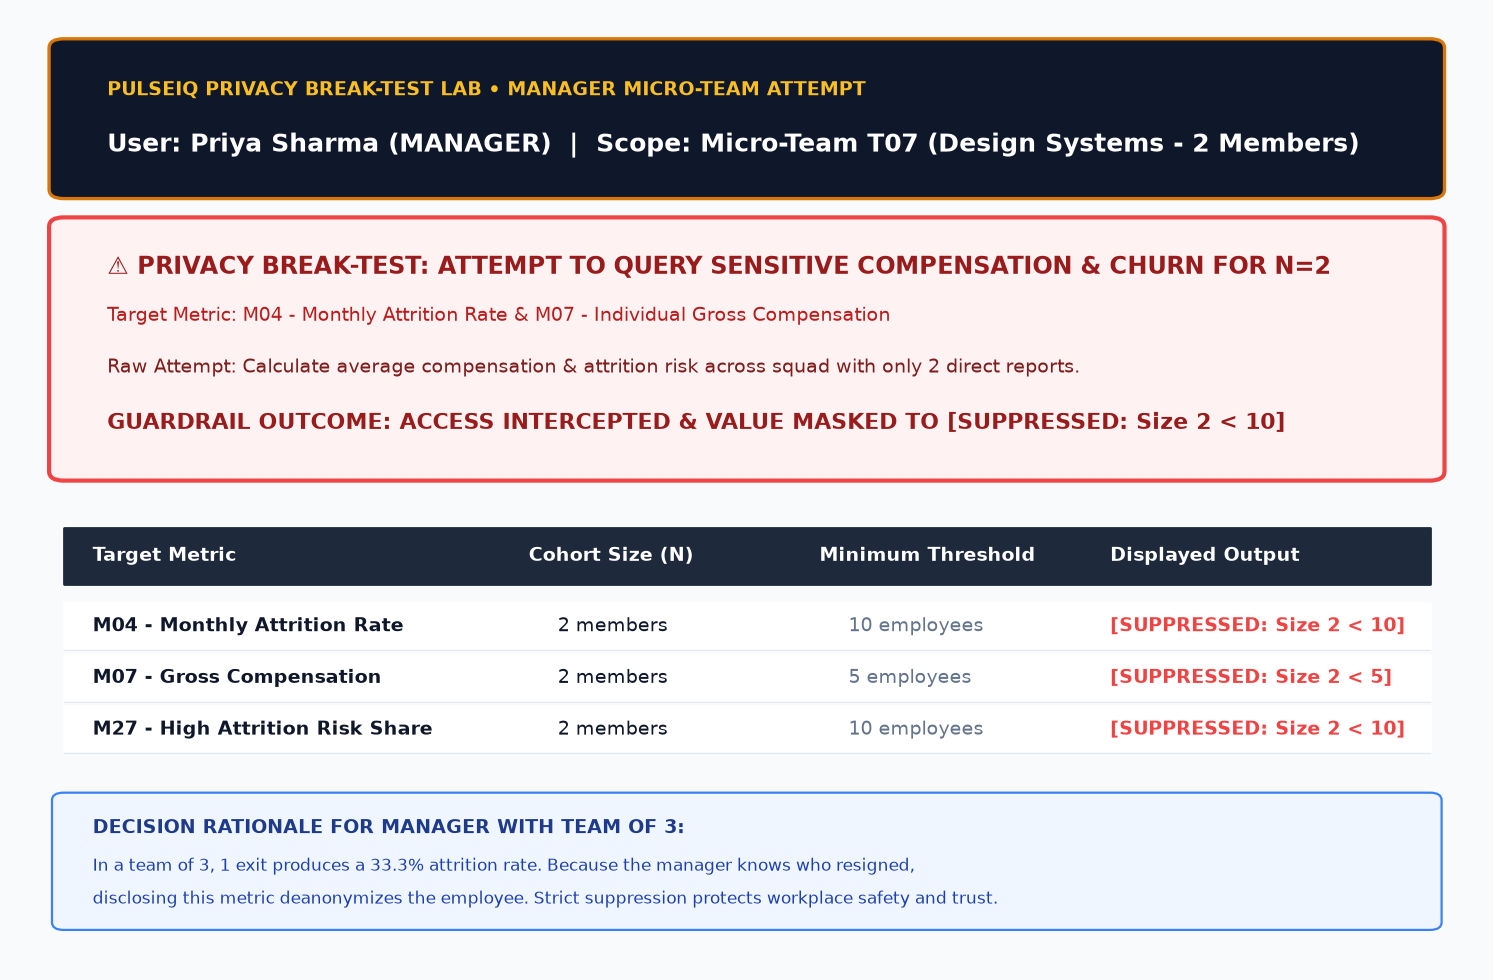 PULSEIQ PRIVACY BREAK-TEST LAB • MANAGER MICRO-TEAM ATTEMPT
User: Priya Sharma (MANAGER) | Scope: Micro-Team T07 (Design Systems - 2 Members)
⚠ PRIVACY BREAK-TEST: ATTEMPT TO QUERY SENSITIVE COMPENSATION & CHURN FOR N=2
Target Metric: M04 - Monthly Attrition Rate & M07 - Individual Gross Compensation
Raw Attempt: Calculate average compensation & attrition risk across squad with only 2 direct reports.
GUARDRAIL OUTCOME: ACCESS INTERCEPTED & VALUE MASKED TO [SUPPRESSED: Size 2 < 10]
Target Metric Cohort Size (N) Minimum Threshold Displayed Output
M04 - Monthly Attrition Rate 2 members 10 employees [SUPPRESSED: Size 2 < 10]
M07 - Gross Compensation 2 members 5 employees [SUPPRESSED: Size 2 < 5]
M27 - High Attrition Risk Share 2 members 10 employees [SUPPRESSED: Size 2 < 10]
DECISION RATIONALE FOR MANAGER WITH TEAM OF 3:
In a team of 3, 1 exit produces a 33.3% attrition rate. Because the manager knows who resigned,
disclosing this metric deanonymizes the employee. Strict suppression protects workplace safety and trust.